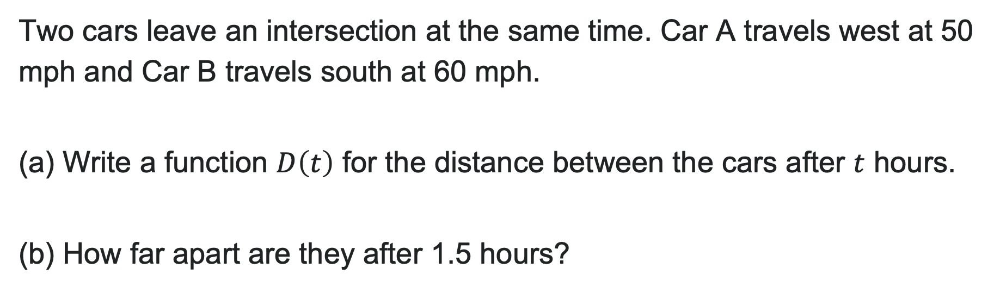 Two cars leave an intersection at the same time. Car A travels west at 50
mph and Car B travels south at 60 mph.
(a) Write a function D(t) for the distance between the cars after t hours.
(b) How far apart are they after 1.5 hours?